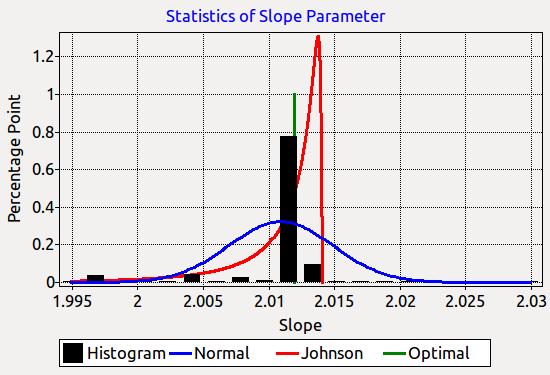 Statistics of Slope Parameter
Percentage Point
1.2
1
0.8
0.6
0.4
0.2
0
1.995 2 2.005 2.01 2.015 2.02 2.025 2.03
Slope
Histogram Normal Johnson Optimal